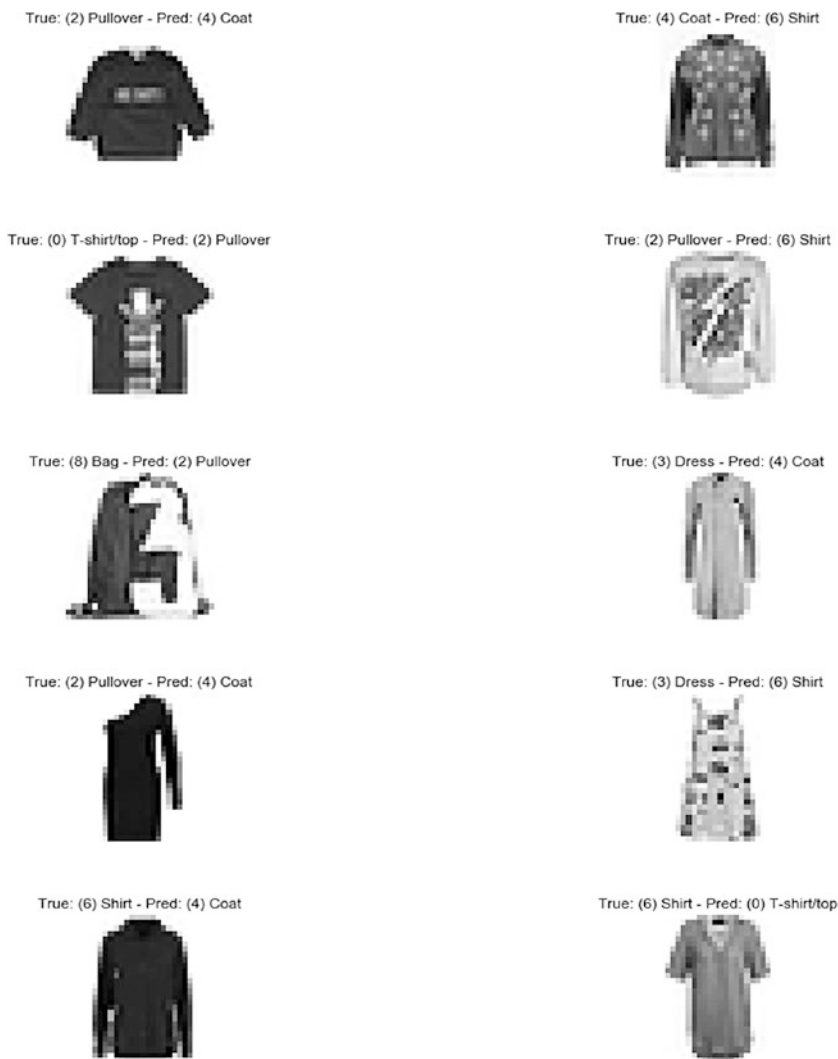 True: (2) Pullover - Pred: (4) Coat
True: (4) Coat - Pred: (6) Shirt
True: (0) T-shirt/top - Pred: (2) Pullover
True: (2) Pullover - Pred: (6) Shirt
True: (8) Bag - Pred: (2) Pullover
True: (3) Dress - Pred: (4) Coat
True: (2) Pullover - Pred: (4) Coat
True: (3) Dress - Pred: (6) Shirt
True: (6) Shirt - Pred: (4) Coat
True: (6) Shirt - Pred: (0) T-shirt/top